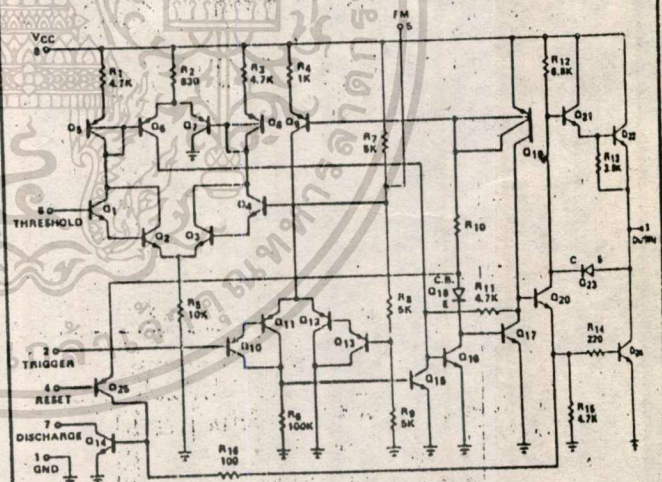 FM
5
VCC
8
R1
4.7K
R2
830
R3
4.7K
R4
1K
R12
6.8K
Q5
Q6
Q7
Q8
Q9
R7
5K
Q21
Q22
R13
3.9K
Q1
Q4
6
THRESHOLD
Q2
Q3
R10
3
C.B.
Q18
E
R11
4.7K
C
E
Q23
R5
10K
R8
5K
Q20
Q11
Q12
Q10
Q13
Q17
R14
220
2
TRIGGER
Q16
Q15
4
RESET
Q25
R6
100K
R9
5K
R15
4.7K
7
DISCHARGE
Q14
1
GND
R16
100